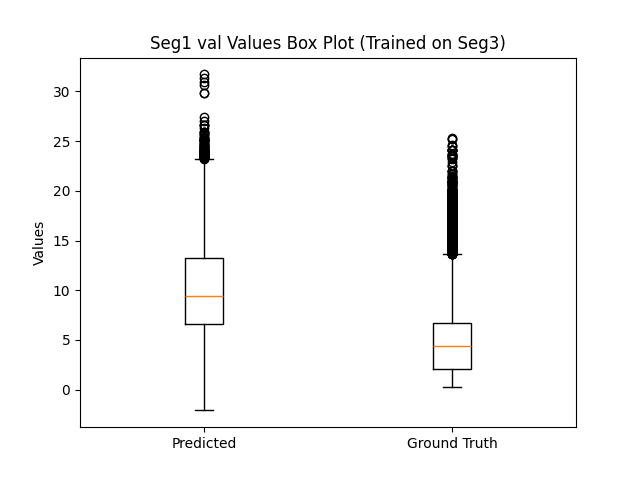 Seg1 val Values Box Plot (Trained on Seg3)
30
25
20
15
10
5
0
Values
Predicted
Ground Truth